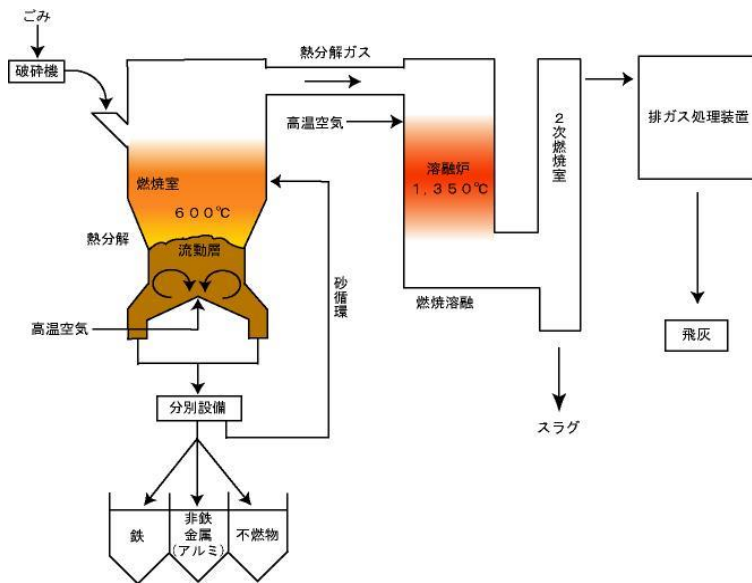 ごみ
破砕機
熱分解ガス
高温空気
燃焼室
600℃
熱分解
流動層
高温空気
砂循環
溶融炉
1,350℃
燃焼溶融
2次燃焼室
排ガス処理装置
飛灰
スラグ
分別設備
鉄
非鉄
金属
(アルミ)
不燃物